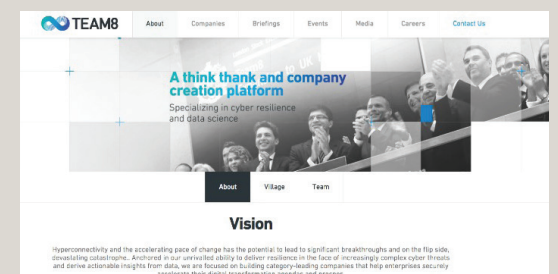 TEAM8
About
Companies
Briefings
Events
Media
Careers
Contact Us
A think thank and company
creation platform
Specializing in cyber resilience
and data science
About
Village
Team
Vision
Hyperconnectivity and the accelerating pace of change has the potential to lead to significant breakthroughs and on the flip side,
devastating catastrophe. Anchored in our unrivalled ability to deliver resilience in the face of increasingly complex cyber threats
and derive actionable insights from data, we are focused on building category-leading companies that help enterprises securely
accelerate their digital transformation